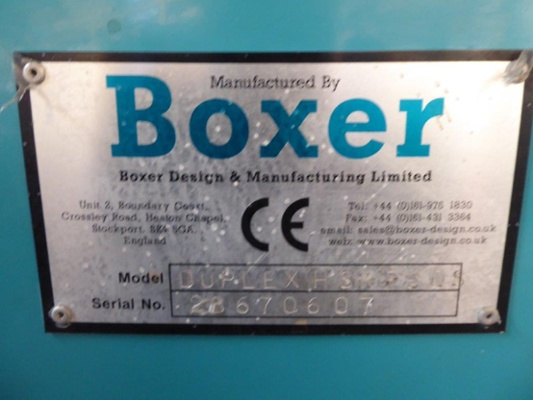 Manufactured By
Boxer
Boxer Design & Manufacturing Limited
Unit 2, Boundary Court,
Crossley Road, Heaton Chapel,
Stockport. SK4 5GA.
England
CE
Tel: +44 (0)161-975 1830
Fax: +44 (0)161-431 3364
email: sales@boxer-design.co.uk
web: www.boxer-design.co.uk
Model DUPLEX
Serial No. 28670607